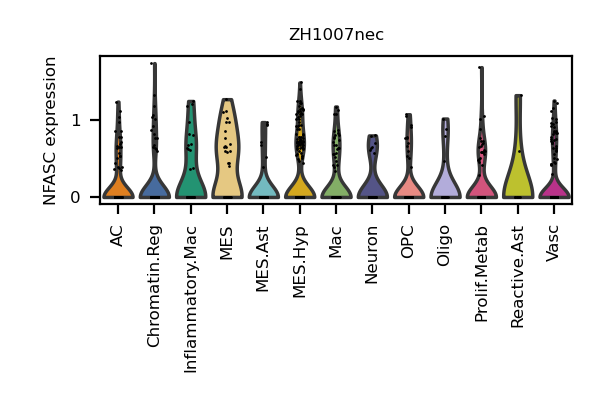 ZH1007nec
NFASC expression
1
0
AC
Chromatin.Reg
Inflammatory.Mac
MES
MES.Ast
MES.Hyp
Mac
Neuron
OPC
Oligo
Prolif.Metab
Reactive.Ast
Vasc